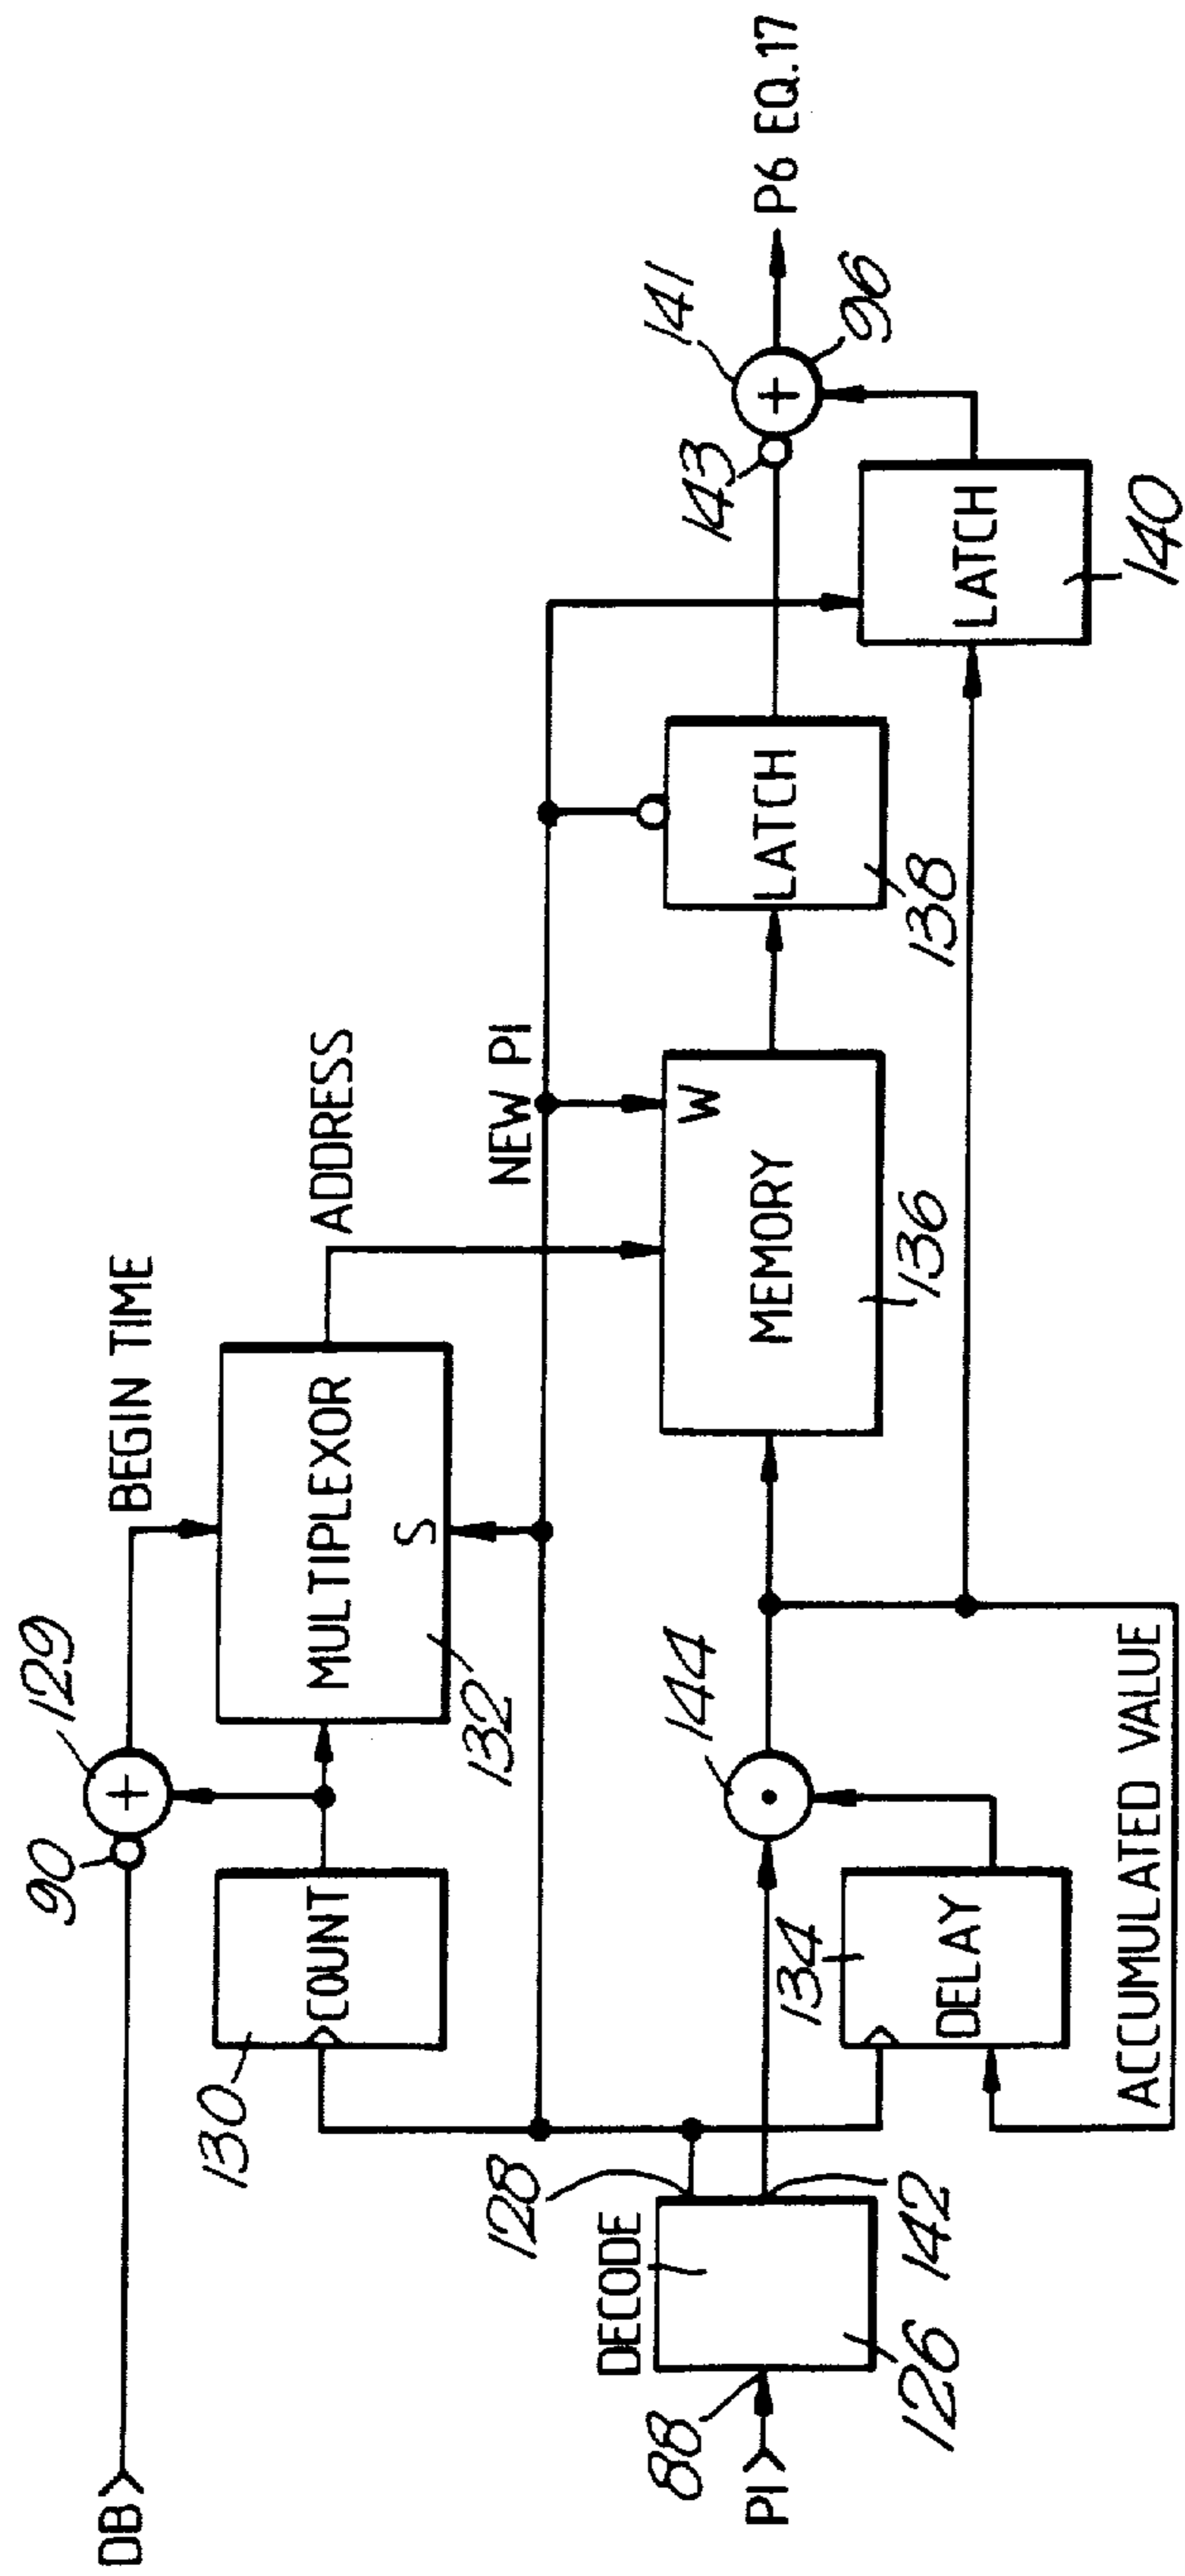 DB
90
129
BEGIN TIME
130
COUNT
MULTIPLEXOR
S
132
ADDRESS
NEW PI
128
DECODE
88
PI
126
142
144
134
DELAY
ACCUMULATED VALUE
MEMORY
W
136
LATCH
138
143
141
96
P6 EQ.17
LATCH
140